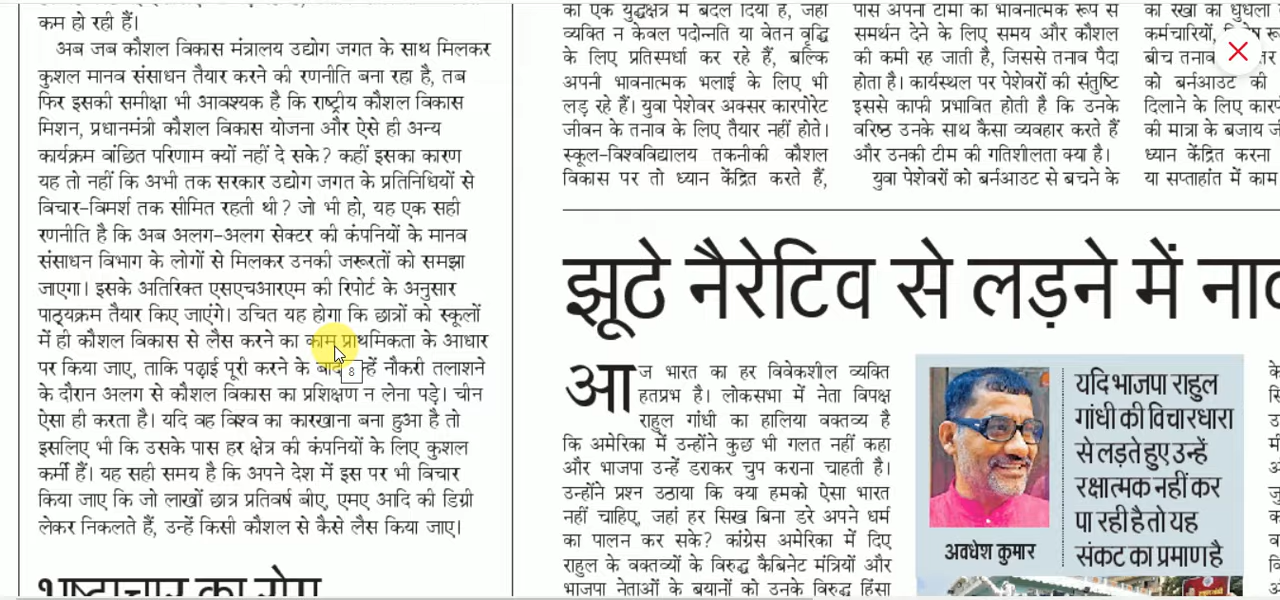 कम हो रही हैं।
अब जब कौशल विकास मंत्रालय उद्योग जगत के साथ मिलकर
कुशल मानव संसाधन तैयार करने की रणनीति बना रहा है, तब
फिर इसकी समीक्षा भी आवश्यक है कि राष्ट्रीय कौशल विकास
मिशन, प्रधानमंत्री कौशल विकास योजना और ऐसे ही अन्य
कार्यक्रम वांछित परिणाम क्यों नहीं दे सके? कहीं इसका कारण
यह तो नहीं कि अभी तक सरकार उद्योग जगत के प्रतिनिधियों से
विचार-विमर्श तक सीमित रहती थी? जो भी हो, यह एक सही
रणनीति है कि अब अलग-अलग सेक्टर की कंपनियों के मानव
संसाधन विभाग के लोगों से मिलकर उनकी जरूरतों को समझा
जाएगा। इसके अतिरिक्त एसएचआरएम की रिपोर्ट के अनुसार
पाठ्यक्रम तैयार किए जाएंगे। उचित यह होगा कि छात्रों को स्कूलों
में ही कौशल विकास से लैस करने का काम प्राथमिकता के आधार
पर किया जाए, ताकि पढ़ाई पूरी करने के बाद उन्हें नौकरी तलाशने
के दौरान अलग से कौशल विकास का प्रशिक्षण न लेना पड़े। चीन
ऐसा ही करता है। यदि वह विश्व का कारखाना बना हुआ है तो
इसलिए भी कि उसके पास हर क्षेत्र की कंपनियों के लिए कुशल
कर्मी हैं। यह सही समय है कि अपने देश में इस पर भी विचार
किया जाए कि जो लाखों छात्र प्रतिवर्ष बीए, एमए आदि की डिग्री
लेकर निकलते हैं, उन्हें किसी कौशल से कैसे लैस किया जाए।
भ्रष्टाचार का रोग
का एक युद्धक्षेत्र में बदल दिया है, जहां
व्यक्ति न केवल पदोन्नति या वेतन वृद्धि
के लिए प्रतिस्पर्धा कर रहे हैं, बल्कि
अपनी भावनात्मक भलाई के लिए भी
लड़ रहे हैं। युवा पेशेवर अक्सर कारपोरेट
जीवन के तनाव के लिए तैयार नहीं होते।
स्कूल-विश्वविद्यालय तकनीकी कौशल
विकास पर तो ध्यान केंद्रित करते हैं,
पास अपनी टीमों को भावनात्मक रूप से
समर्थन देने के लिए समय और कौशल
की कमी रह जाती है, जिससे तनाव पैदा
होता है। कार्यस्थल पर पेशेवरों की संतुष्टि
इससे काफी प्रभावित होती है कि उनके
वरिष्ठ उनके साथ कैसा व्यवहार करते हैं
और उनकी टीम की गतिशीलता क्या है।
युवा पेशेवरों को बर्नआउट से बचने के
की रेखा को धुंधला
कर्मचारियों,
बीच तनाव
को बर्नआउट की
दिलाने के लिए
की मात्रा के बजाय
ध्यान केंद्रित करना
या सप्ताहांत में काम
झूठे नैरेटिव से लड़ने में
आज भारत का हर विवेकशील व्यक्ति
हतप्रभ है। लोकसभा में नेता विपक्ष
राहुल गांधी का हालिया वक्तव्य है
कि अमेरिका में उन्होंने कुछ भी गलत नहीं कहा
और भाजपा उन्हें डराकर चुप कराना चाहती है।
उन्होंने प्रश्न उठाया कि क्या हमको ऐसा भारत
नहीं चाहिए, जहां हर सिख बिना डरे अपने धर्म
का पालन कर सके? कांग्रेस अमेरिका में दिए
राहुल के वक्तव्यों के विरुद्ध कैबिनेट मंत्रियों और
भाजपा नेताओं के बयानों को उनके विरुद्ध हिंसा
अवधेश कुमार
यदि भाजपा राहुल
गांधी की विचारधारा
से लड़ते हुए उन्हें
रक्षात्मक नहीं कर
पा रही है तो यह
संकट का प्रमाण है
8